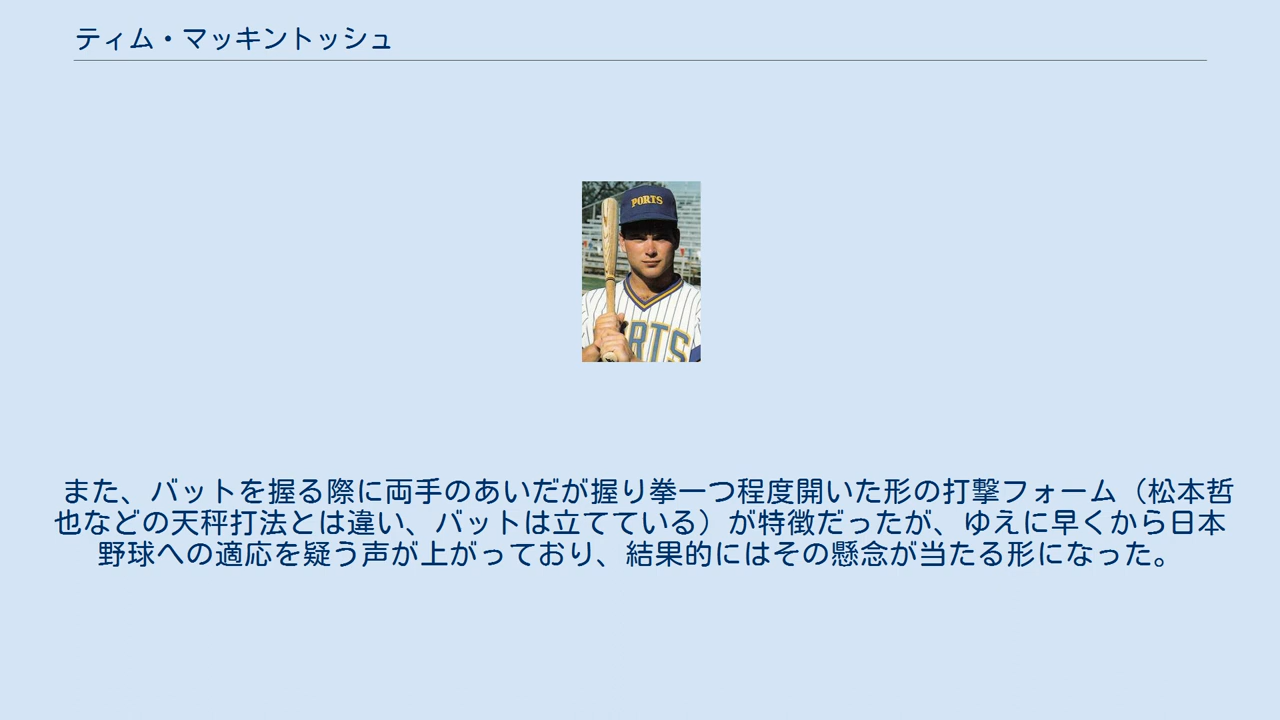 ティム・マッキントッシュ
PORTS
RTS
また、バットを握る際に両手のあいだが握り拳一つ程度開いた形の打撃フォーム（松本哲
也などの天秤打法とは違い、バットは立てている）が特徴だったが、ゆえに早くから日本
野球への適応を疑う声が上がっており、結果的にはその懸念が当たる形になった。